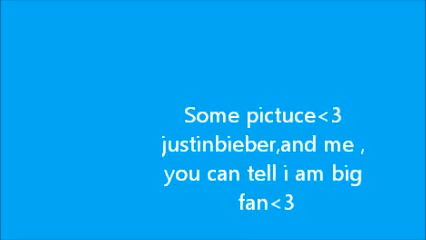 Some pictuce<3
justinbieber,and me ,
you can tell i am big
fan<3